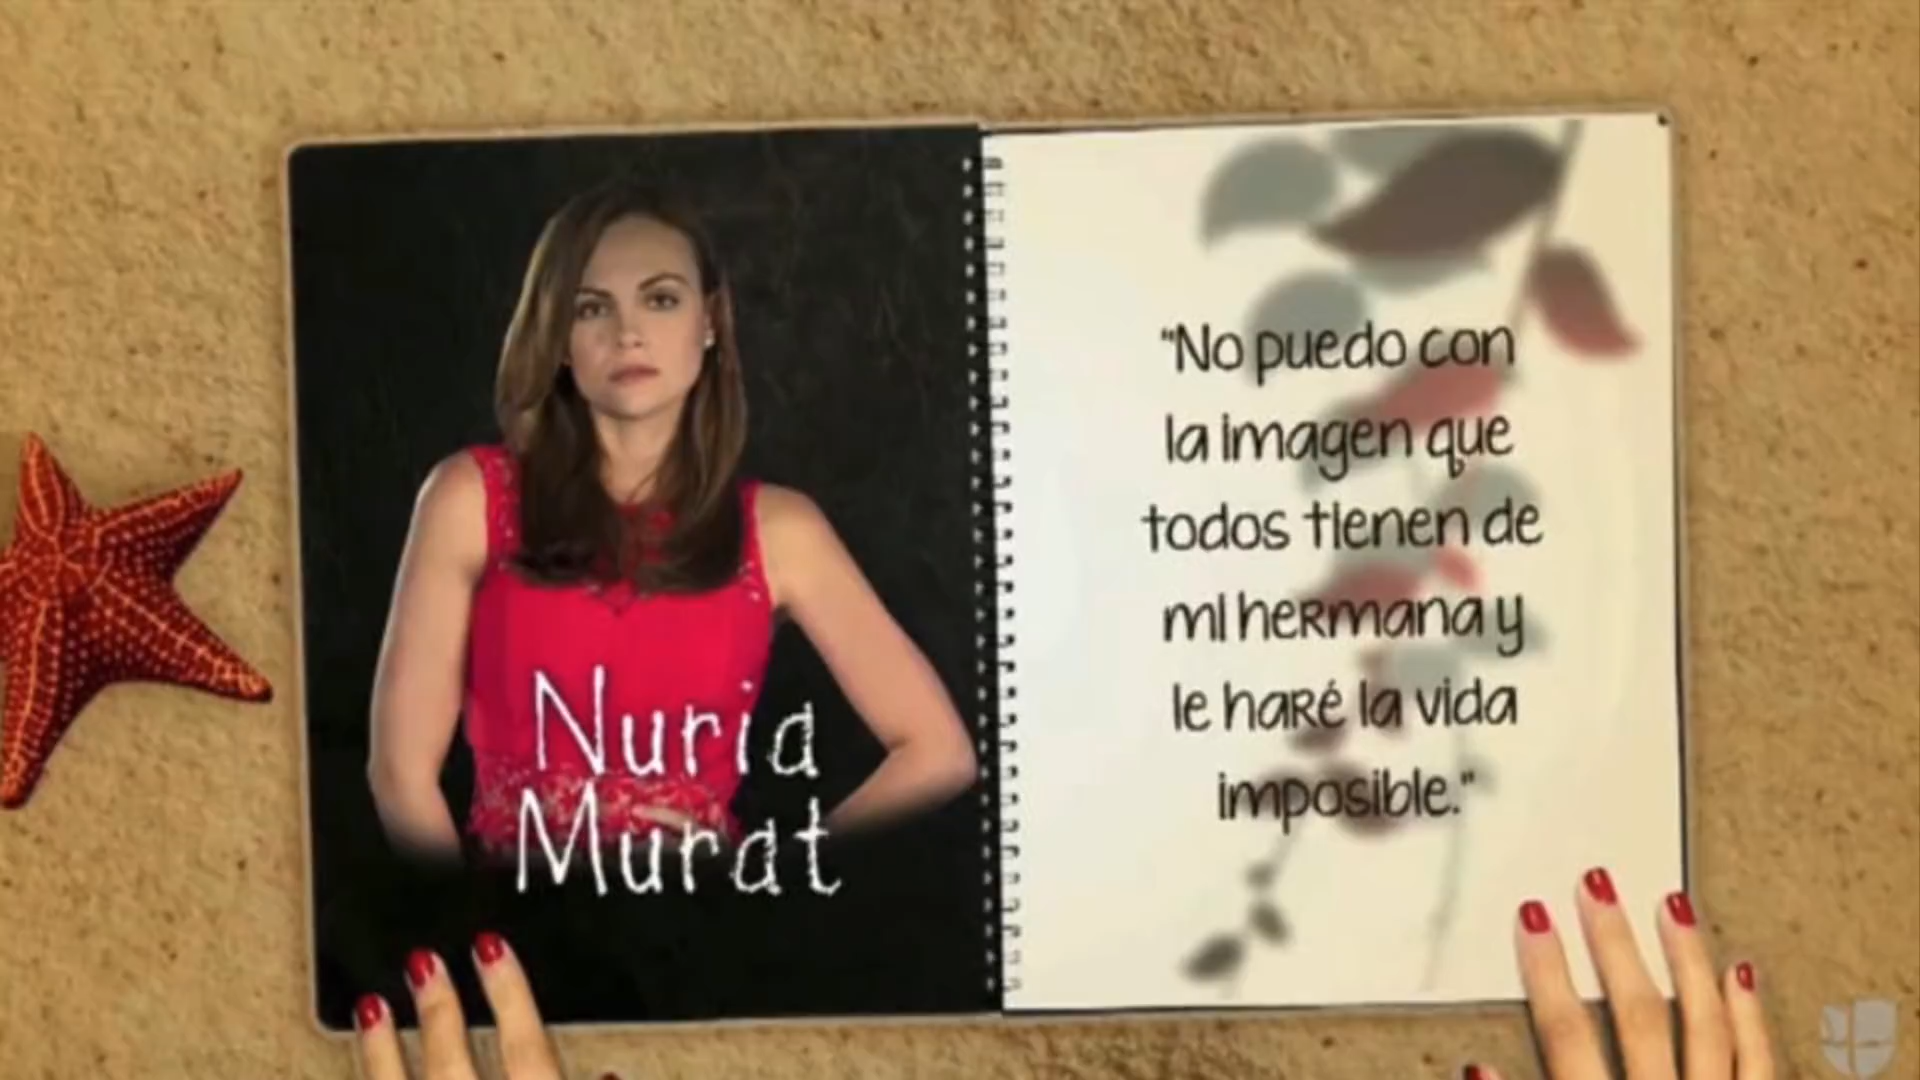 Nuria
Murat
"No puedo con
la imagen que
todos tienen de
mi hermana y
le haré la vida
imposible."